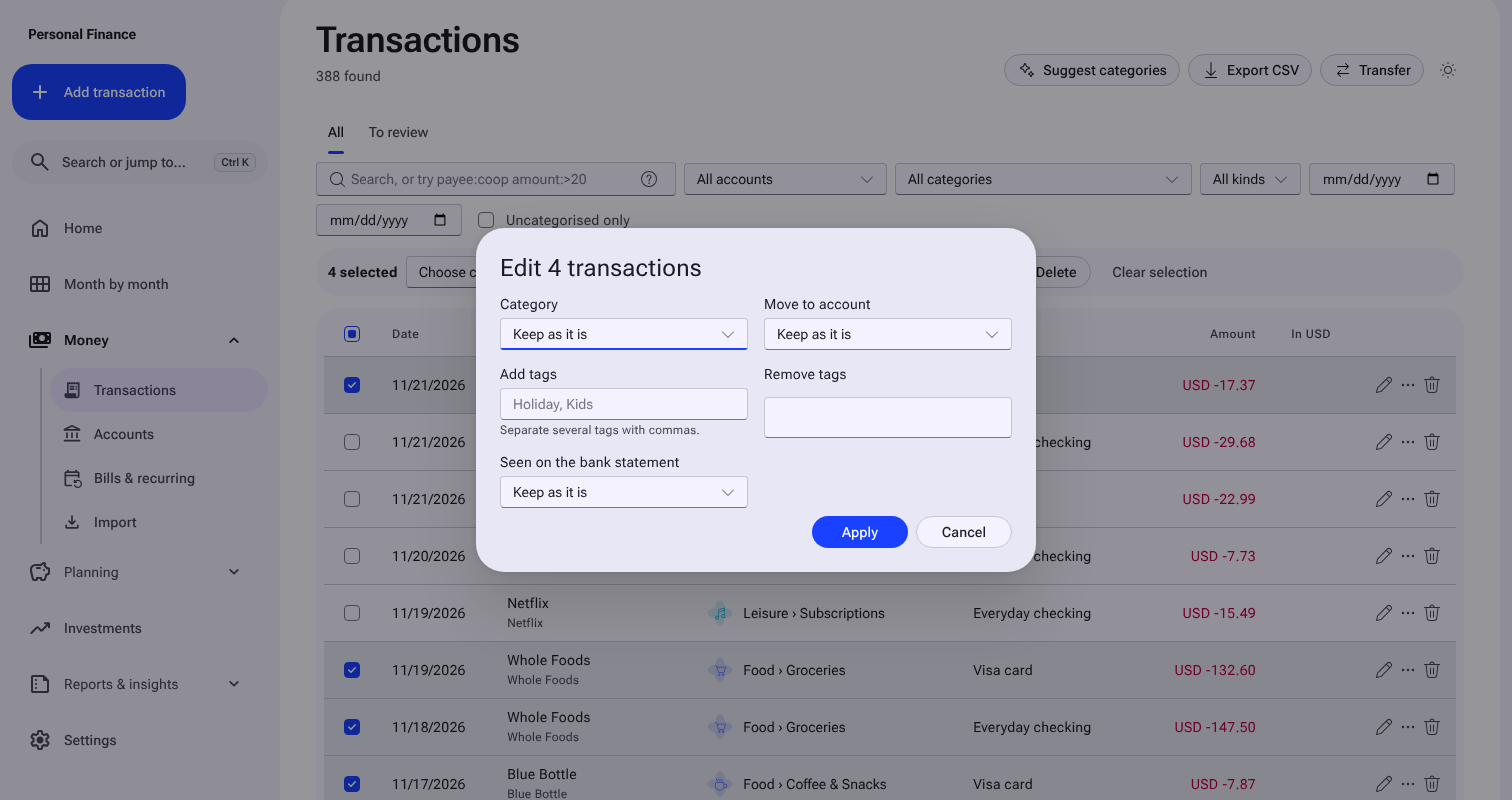 Personal Finance
Add transaction
Search or jump to...
Ctrl K
Home
Month by month
Money
Transactions
Accounts
Bills & recurring
Import
Planning
Investments
Reports & insights
Settings
Transactions
388 found
Suggest categories
Export CSV
Transfer
All
To review
Search, or try payee:coop amount:>20
All accounts
All categories
All kinds
mm/dd/yyyy
mm/dd/yyyy
Uncategorised only
4 selected
Choose c
Delete
Clear selection
Date
Amount
In USD
11/21/2026
USD -17.37
11/21/2026
checking
USD -29.68
11/21/2026
USD -22.99
11/20/2026
checking
USD -7.73
11/19/2026
Netflix
Netflix
Leisure › Subscriptions
Everyday checking
USD -15.49
11/19/2026
Whole Foods
Whole Foods
Food › Groceries
Visa card
USD -132.60
11/18/2026
Whole Foods
Whole Foods
Food › Groceries
Everyday checking
USD -147.50
11/17/2026
Blue Bottle
Blue Bottle
Food › Coffee & Snacks
Visa card
USD -7.87
Edit 4 transactions
Category
Keep as it is
Move to account
Keep as it is
Add tags
Holiday, Kids
Separate several tags with commas.
Remove tags
Seen on the bank statement
Keep as it is
Apply
Cancel